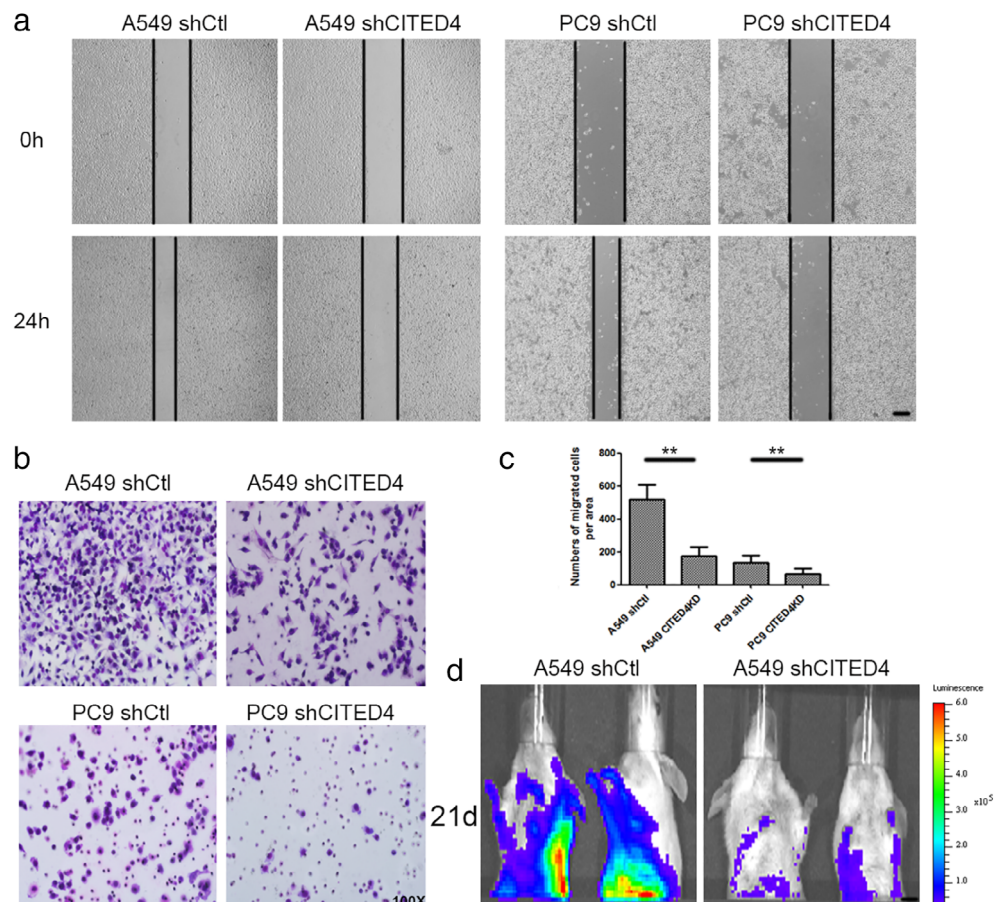 a
A549 shCtl
A549 shCITED4
PC9 shCtl
PC9 shCITED4
0h
24h
b
A549 shCtl
A549 shCITED4
PC9 shCtl
PC9 shCITED4
100X
c
Numbers of migrated cells
per area
800
600
400
200
0
**
**
A549 shCtl
A549 CITED4KD
PC9 shCtl
PC9 CITED4KD
d
A549 shCtl
A549 shCITED4
21d
Luminescence
6.0
5.0
4.0
3.0
2.0
1.0
x10⁵